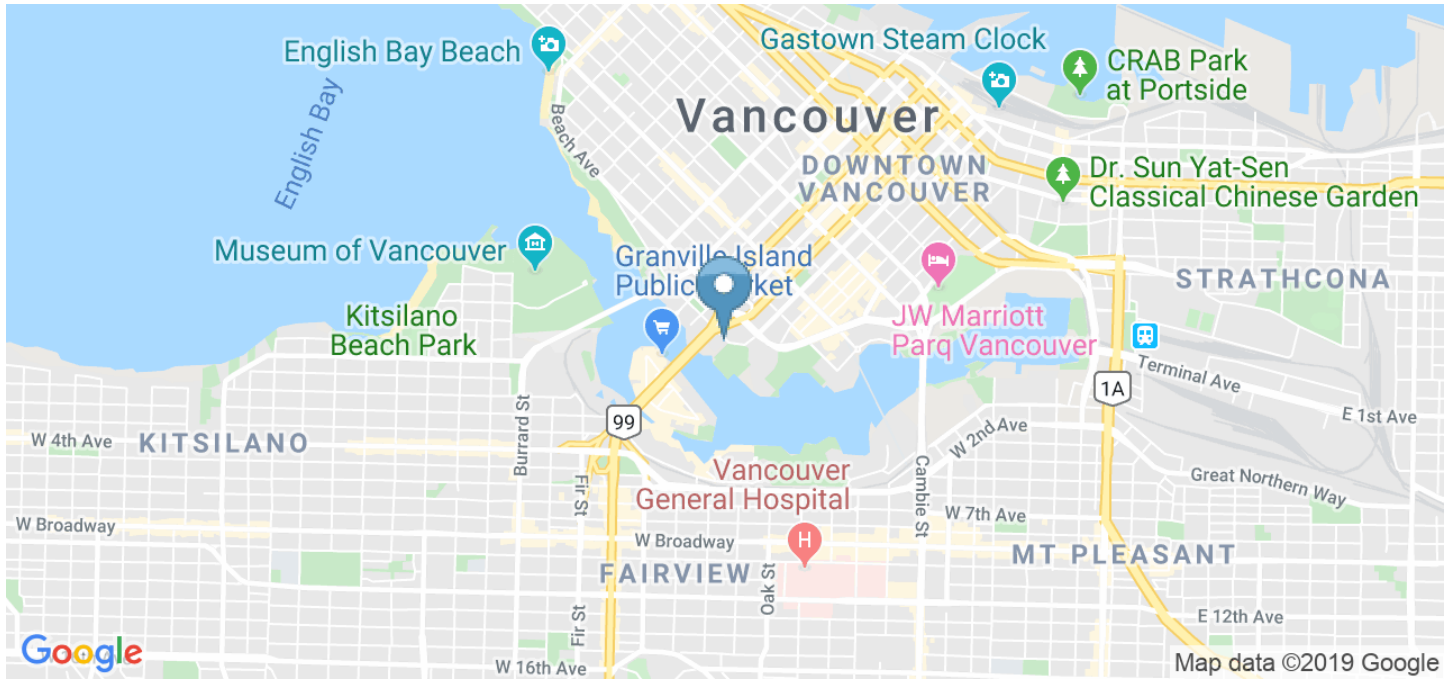 English Bay Beach
Gastown Steam Clock
CRAB Park
at Portside
English Bay
Beach Ave
Vancouver
DOWNTOWN
VANCOUVER
Dr. Sun Yat-Sen
Classical Chinese Garden
Museum of Vancouver
Granville Island
Public Market
STRATHCONA
Kitsilano
Beach Park
JW Marriott
Parq Vancouver
Terminal Ave
1A
E 1st Ave
99
W 4th Ave
KITSILANO
Burrard St
W 2nd Ave
Vancouver
General Hospital
Fir St
Cambie St
Great Northern Way
W 7th Ave
W Broadway
W Broadway
H
MT PLEASANT
FAIRVIEW
Oak St
Fir St
E 12th Ave
W 16th Ave
Google
Map data ©2019 Google